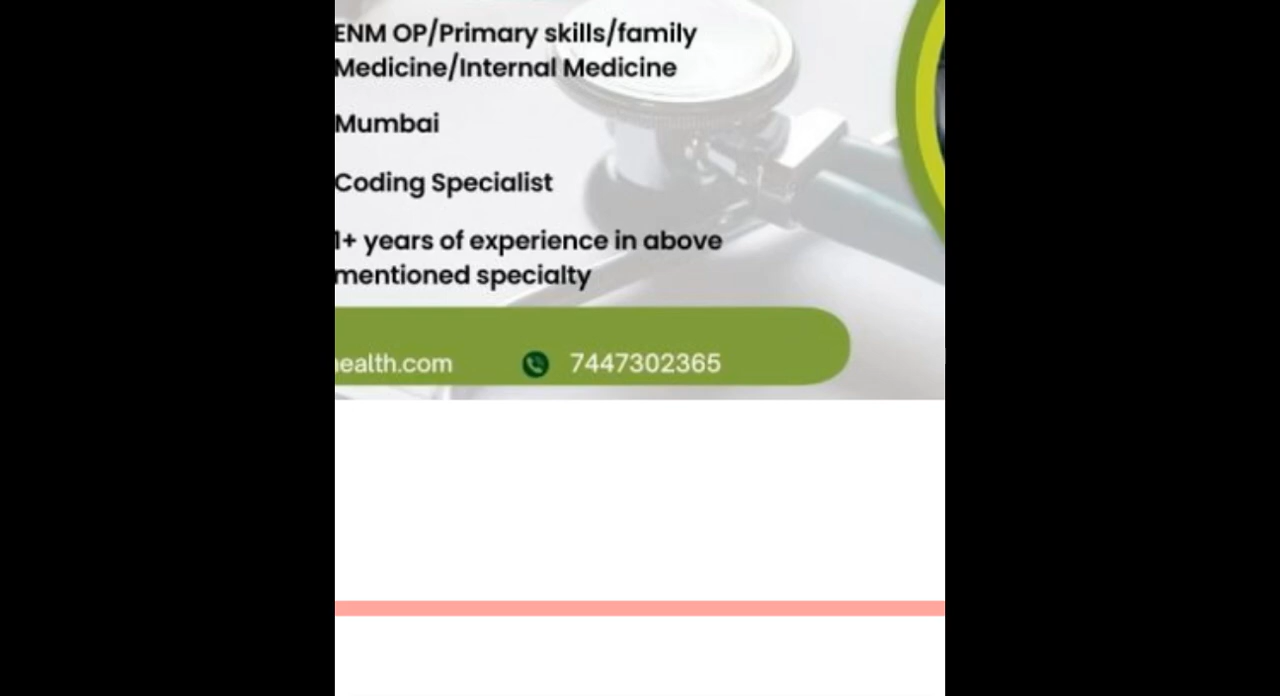 ENM OP/Primary skills/family
Medicine/Internal Medicine
Mumbai
Coding Specialist
1+ years of experience in above
mentioned specialty
health.com
7447302365